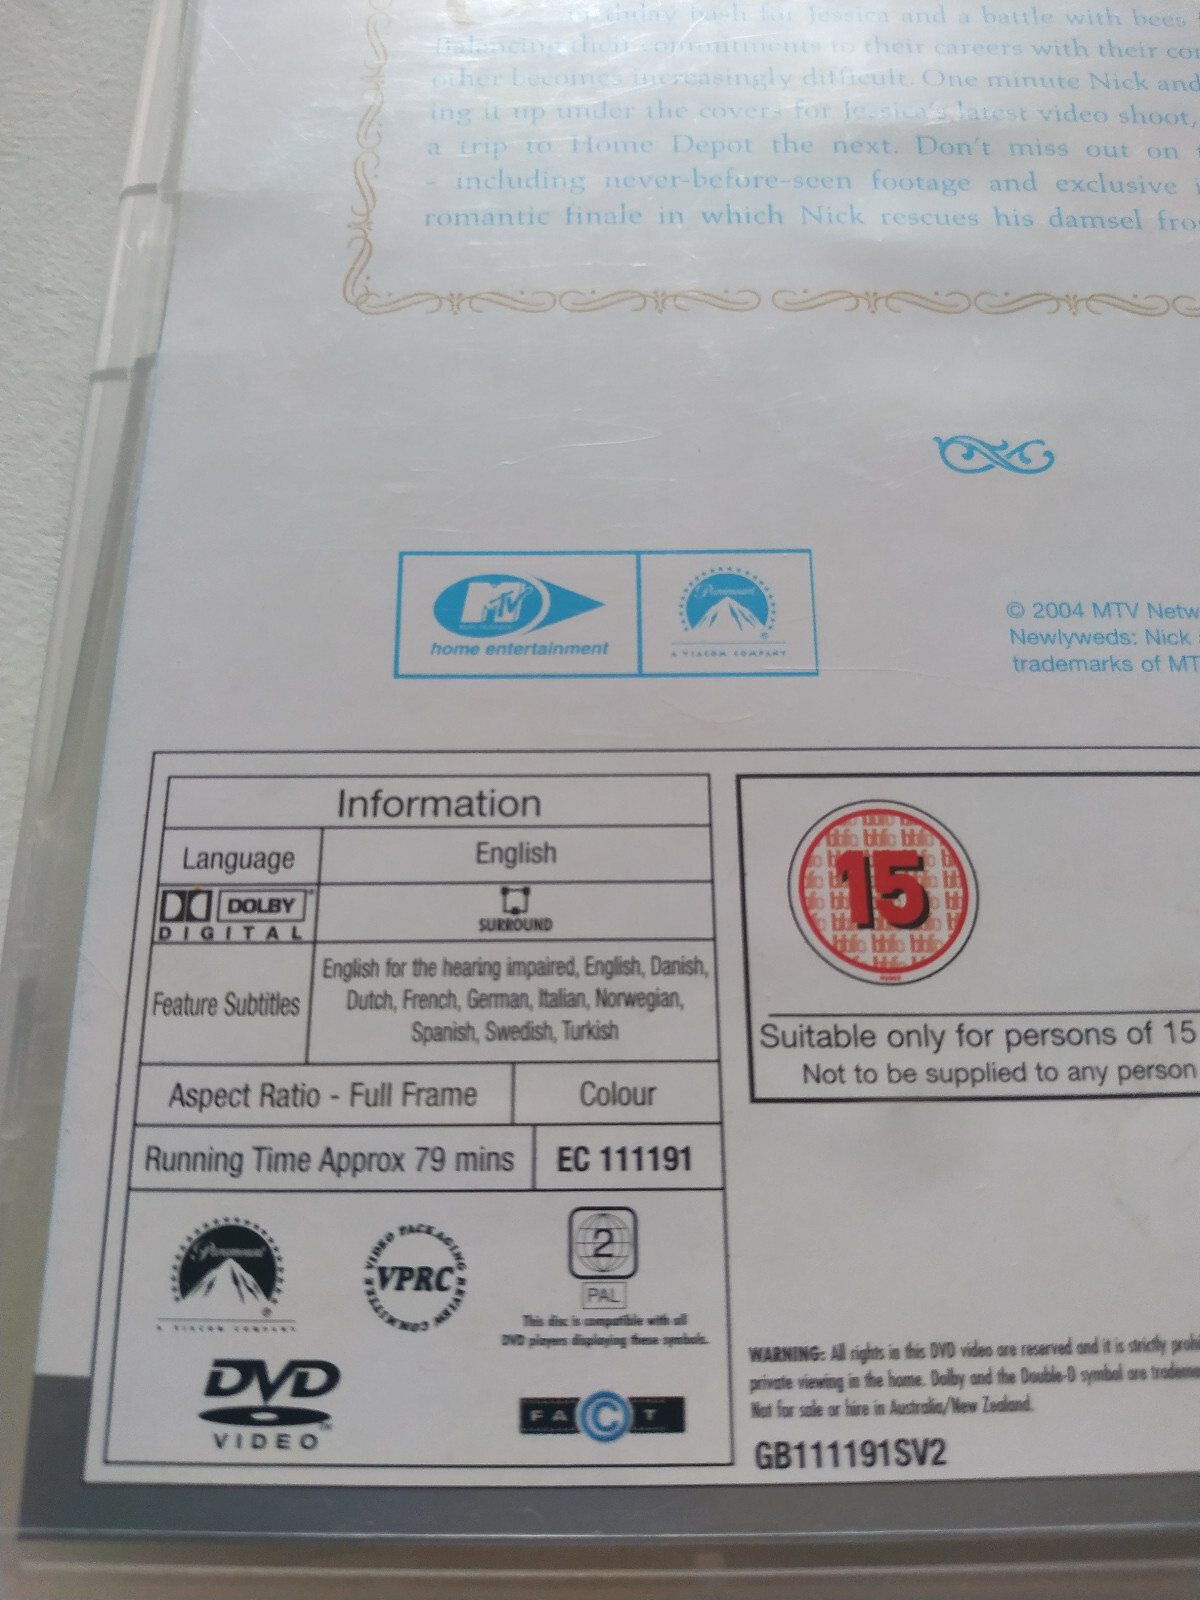 birthday bash for Jessica and a battle with bees
Balancing their commitments to their careers with their
other becomes increasingly difficult. One minute Nick and
ing it up under the covers for Jessica's latest video shoot,
a trip to Home Depot the next. Don't miss out on
- including never-before-seen footage and exclusive
romantic finale in which Nick rescues his damsel
MTV
home entertainment
Paramount
A VIACOM COMPANY
© 2004 MTV Netw
Newlyweds: Nick
trademarks of MT
Information
Language
English
DOLBY
DIGITAL
SURROUND
Feature Subtitles
English for the hearing impaired, English, Danish,
Dutch, French, German, Italian, Norwegian,
Spanish, Swedish, Turkish
Aspect Ratio - Full Frame
Colour
Running Time Approx 79 mins
EC 111191
Paramount
A VIACOM COMPANY
VIDEO PACKAGING REVIEW COMMITTEE
VPRC
2
PAL
This disc is compatible with all
DVD players displaying these symbols.
DVD
VIDEO
FACT
15
Suitable only for persons of 15
Not to be supplied to any person
WARNING: All rights in this DVD video are reserved and it is strictly prohi
private viewing in the home. Dolby and the Double-D symbol are tradema
Not for sale or hire in Australia/New Zealand.
GB111191SV2